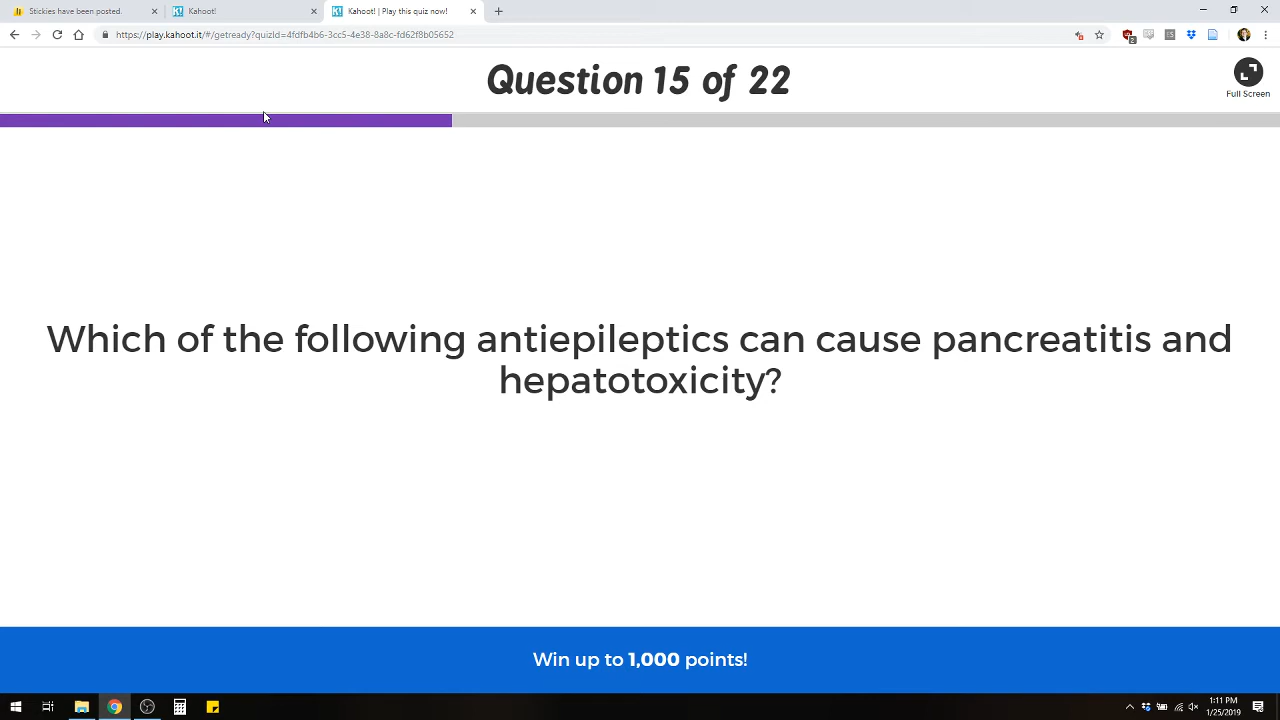 Stickies have been posted.
Kahoot!
Kahoot! | Play this quiz now!
https://play.kahoot.it/#/getready?quizId=4fdfb4b6-3cc5-4e38-8a8c-fd62f8b05652
Question 15 of 22
Full Screen
Which of the following antiepileptics can cause pancreatitis and
hepatotoxicity?
Win up to 1,000 points!
1:11 PM
1/25/2019